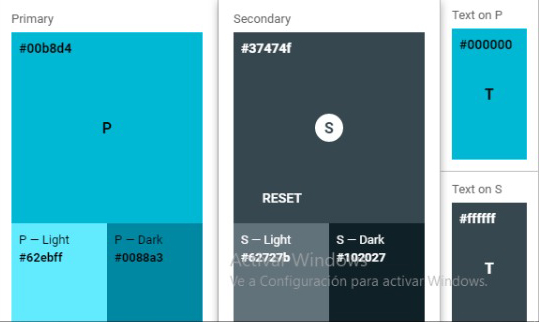 Primary
#00b8d4
P
P — Light
#62ebff
P — Dark
#0088a3
Secondary
#37474f
S
RESET
S — Light
#62727b
S — Dark
#102027
Text on P
#000000
T
Text on S
#ffffff
T
Activar Windows
Ve a Configuración para activar Windows.